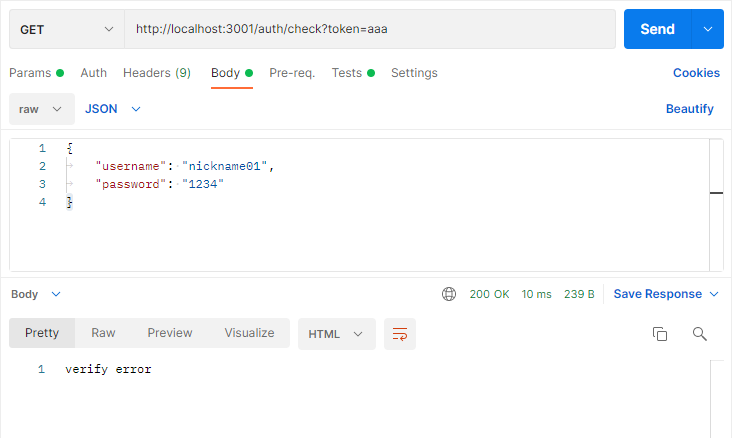 GET http://localhost:3001/auth/check?token=aaa Send
Params Auth Headers (9) Body Pre-req. Tests Settings Cookies
raw JSON Beautify
1 {
2 "username": "nickname01",
3 "password": "1234"
4 }
Body 200 OK 10 ms 239 B Save Response
Pretty Raw Preview Visualize HTML
1 verify error